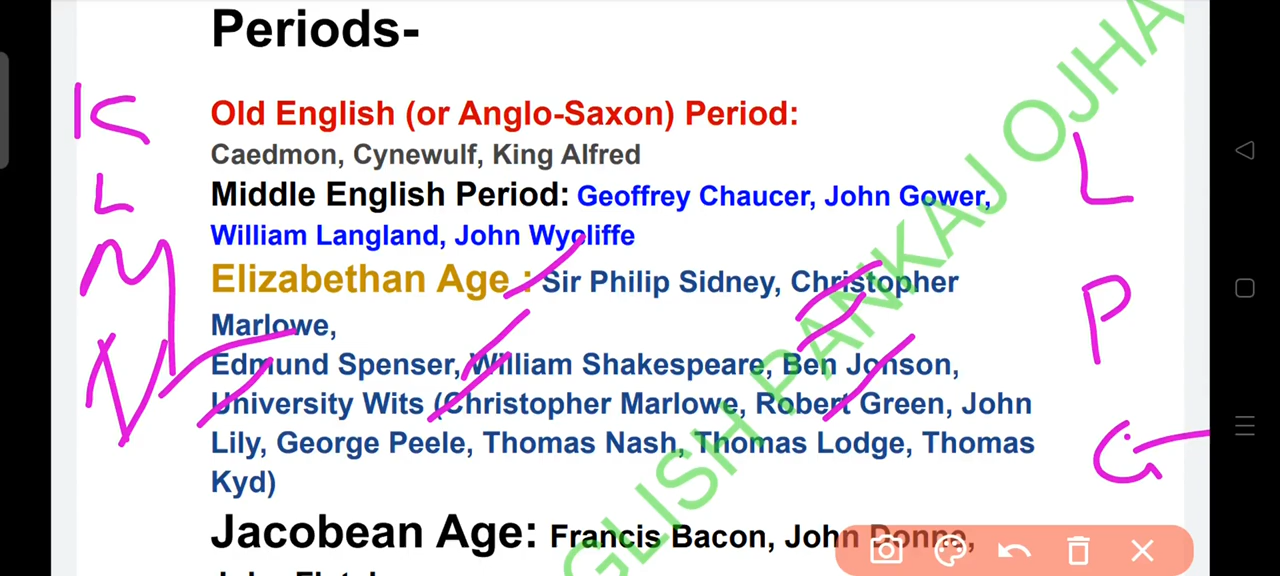 Periods-
Old English (or Anglo-Saxon) Period:
Caedmon, Cynewulf, King Alfred
Middle English Period: Geoffrey Chaucer, John Gower,
William Langland, John Wycliffe
Elizabethan Age : Sir Philip Sidney, Christopher
Marlowe,
Edmund Spenser, William Shakespeare, Ben Jonson,
University Wits (Christopher Marlowe, Robert Green, John
Lily, George Peele, Thomas Nash, Thomas Lodge, Thomas
Kyd)
Jacobean Age: Francis Bacon, John Donne,
K
L
M
N
L
P
G
GLISH PANKAJ OJHA